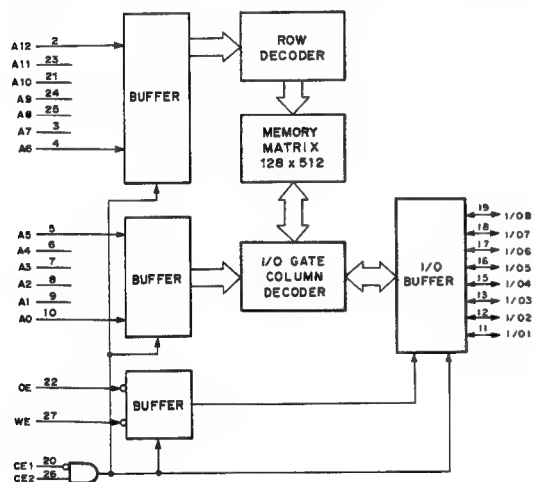 A12 2
A11 23
A10 21
A9 24
A8 25
A7 3
A6 4
BUFFER
ROW
DECODER
MEMORY
MATRIX
128 x 512
A5 5
A4 6
A3 7
A2 8
A1 9
A0 10
BUFFER
I/O GATE
COLUMN
DECODER
I/O
BUFFER
19 I/O8
18 I/O7
17 I/O6
16 I/O5
15 I/O4
13 I/O3
12 I/O2
11 I/O1
OE 22
WE 27
BUFFER
CE1 20
CE2 26